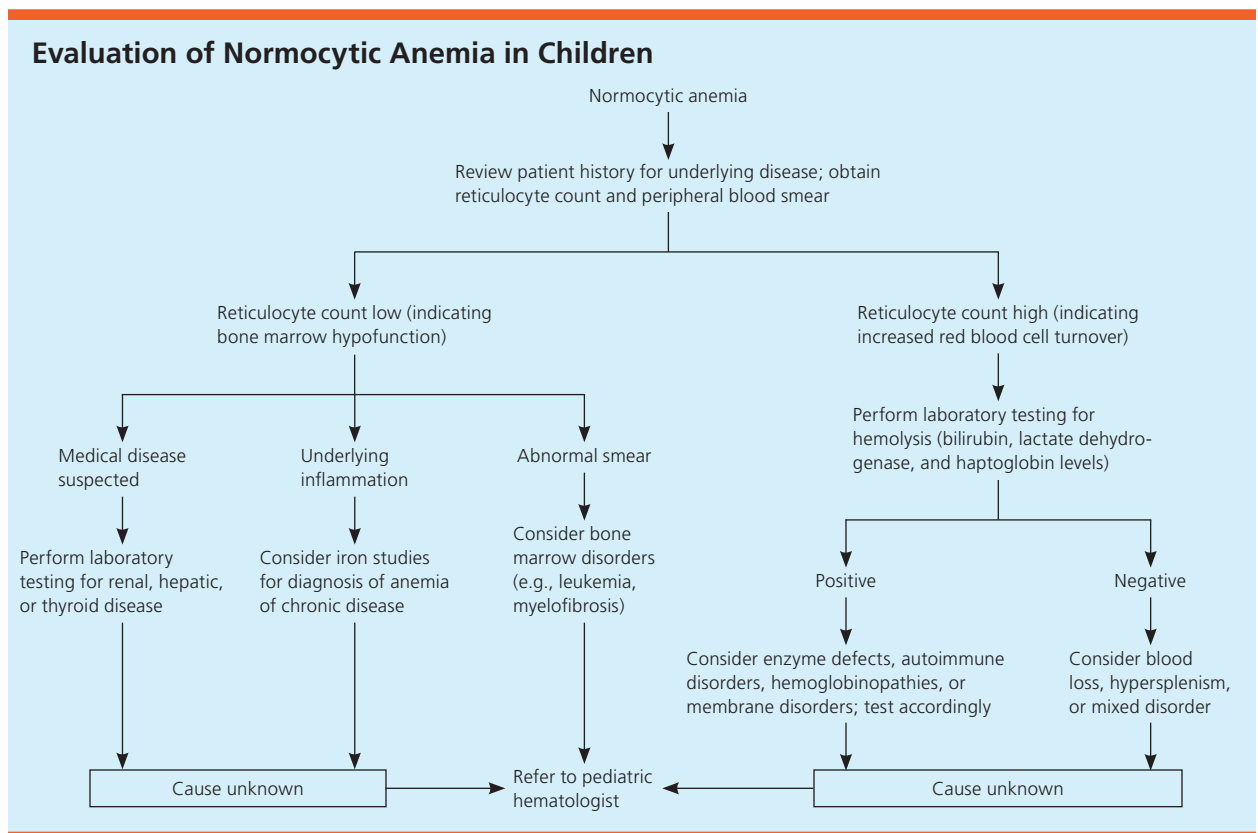 Evaluation of Normocytic Anemia in Children
Normocytic anemia
Review patient history for underlying disease; obtain
reticulocyte count and peripheral blood smear
Reticulocyte count low (indicating
bone marrow hypofunction)
Reticulocyte count high (indicating
increased red blood cell turnover)
Medical disease
suspected
Underlying
inflammation
Abnormal smear
Perform laboratory testing for
hemolysis (bilirubin, lactate dehydro-
genase, and haptoglobin levels)
Perform laboratory
testing for renal, hepatic,
or thyroid disease
Consider iron studies
for diagnosis of anemia
of chronic disease
Consider bone
marrow disorders
(e.g., leukemia,
myelofibrosis)
Positive
Negative
Consider enzyme defects, autoimmune
disorders, hemoglobinopathies, or
membrane disorders; test accordingly
Consider blood
loss, hypersplenism,
or mixed disorder
Cause unknown
Refer to pediatric
hematologist
Cause unknown